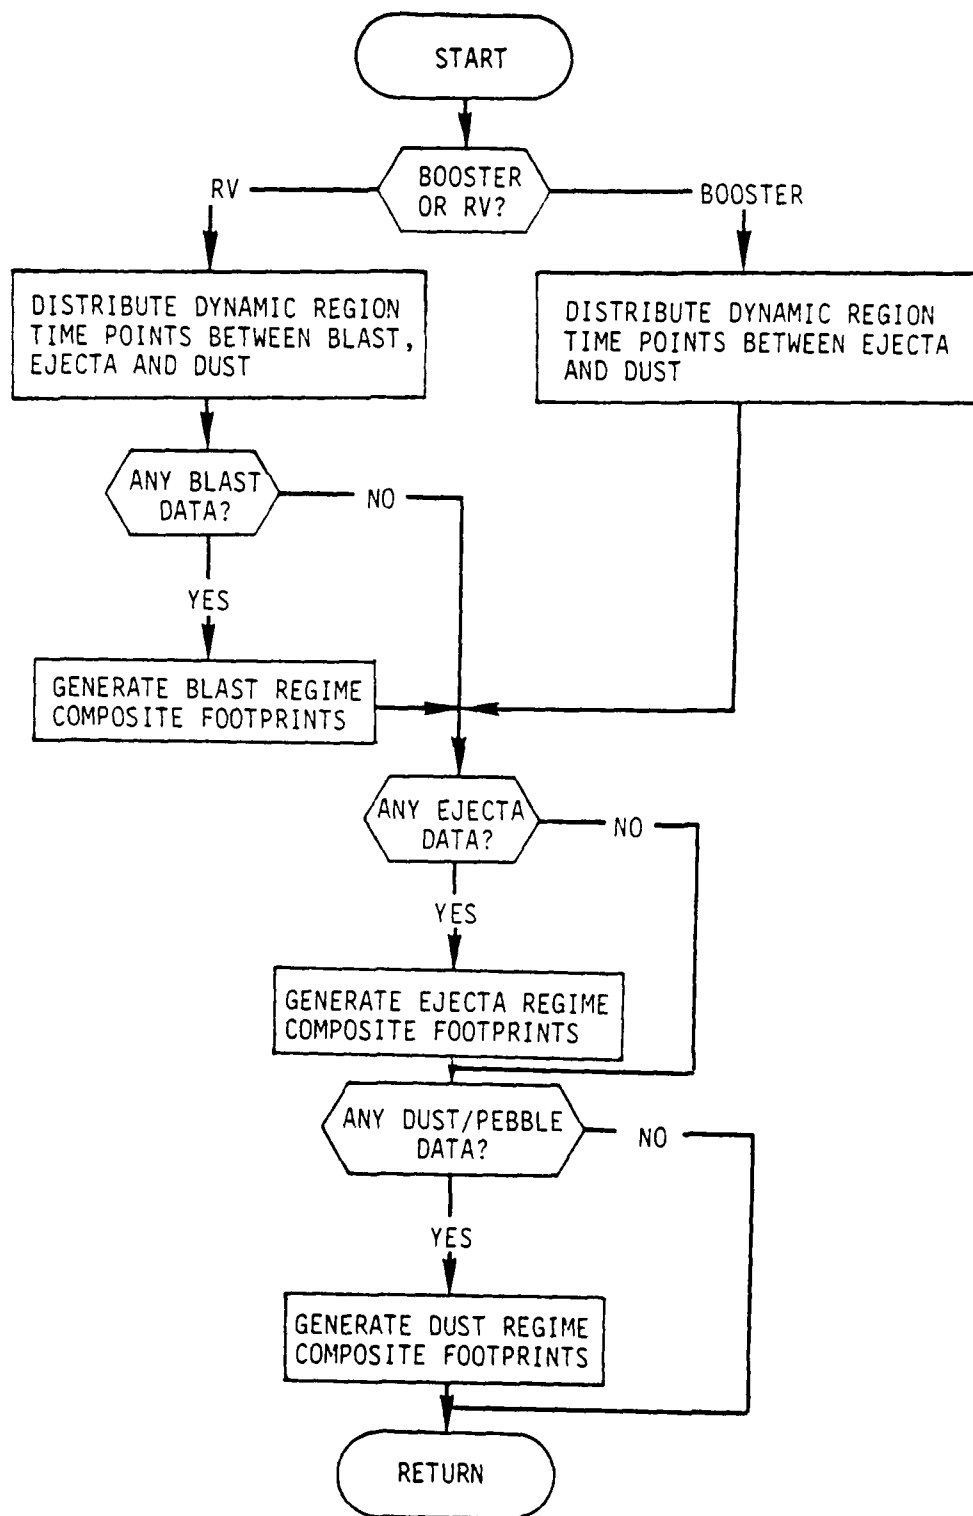 START
BOOSTER
OR RV?
RV
BOOSTER
DISTRIBUTE DYNAMIC REGION
TIME POINTS BETWEEN BLAST,
EJECTA AND DUST
DISTRIBUTE DYNAMIC REGION
TIME POINTS BETWEEN EJECTA
AND DUST
ANY BLAST
DATA?
NO
YES
GENERATE BLAST REGIME
COMPOSITE FOOTPRINTS
ANY EJECTA
DATA?
NO
YES
GENERATE EJECTA REGIME
COMPOSITE FOOTPRINTS
ANY DUST/PEBBLE
DATA?
NO
YES
GENERATE DUST REGIME
COMPOSITE FOOTPRINTS
RETURN